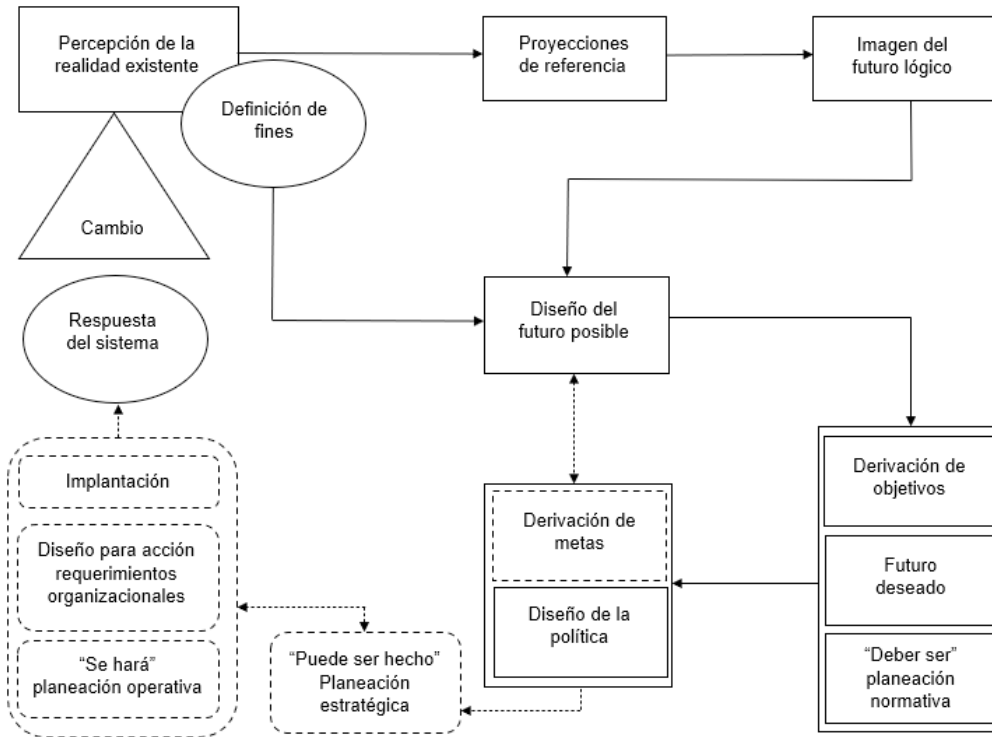 Percepción de la
realidad existente
Proyecciones
de referencia
Imagen del
futuro lógico
Definición de
fines
Cambio
Respuesta
del sistema
Diseño del
futuro posible
Implantación
Diseño para acción
requerimientos
organizacionales
“Se hará”
planeación operativa
“Puede ser hecho”
Planeación
estratégica
Derivación de
metas
Diseño de la
política
Derivación de
objetivos
Futuro
deseado
“Deber ser”
planeación
normativa